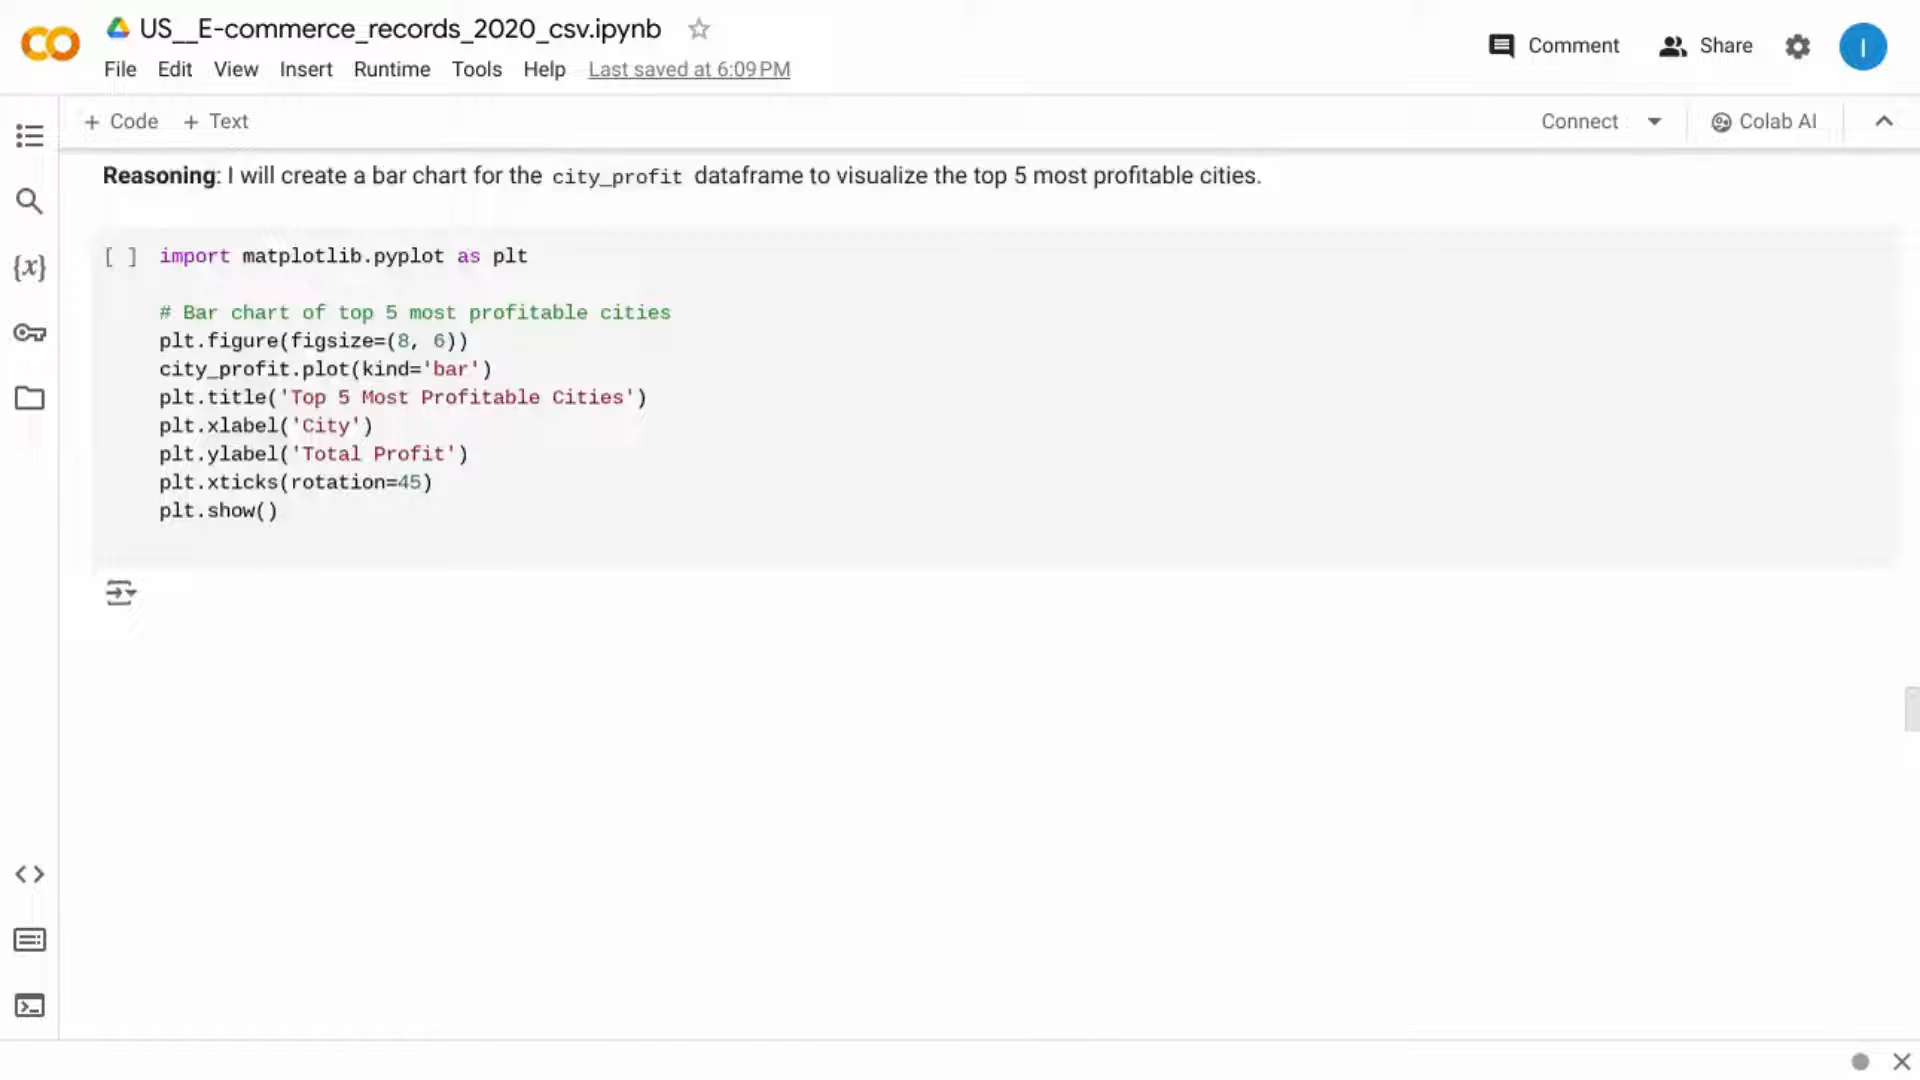 US__E-commerce_records_2020_csv.ipynb
Comment
Share
I
File Edit View Insert Runtime Tools Help Last saved at 6:09 PM
+ Code + Text
Connect
Colab AI
Reasoning: I will create a bar chart for the city_profit dataframe to visualize the top 5 most profitable cities.
[ ] import matplotlib.pyplot as plt
# Bar chart of top 5 most profitable cities
plt.figure(figsize=(8, 6))
city_profit.plot(kind='bar')
plt.title('Top 5 Most Profitable Cities')
plt.xlabel('City')
plt.ylabel('Total Profit')
plt.xticks(rotation=45)
plt.show()